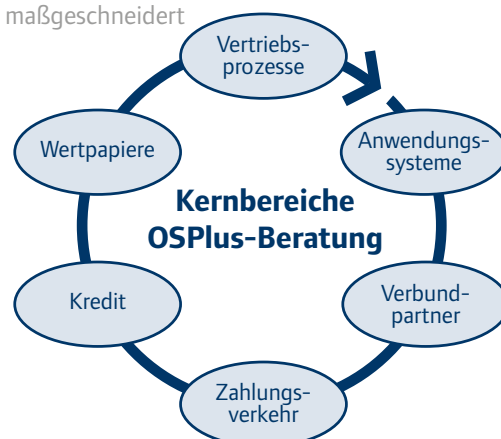 maßgeschneidert
Vertriebs-
prozesse
Anwendungs-
systeme
Wertpapiere
Kernbereiche
OSPlus-Beratung
Kredit
Verbund-
partner
Zahlungs-
verkehr